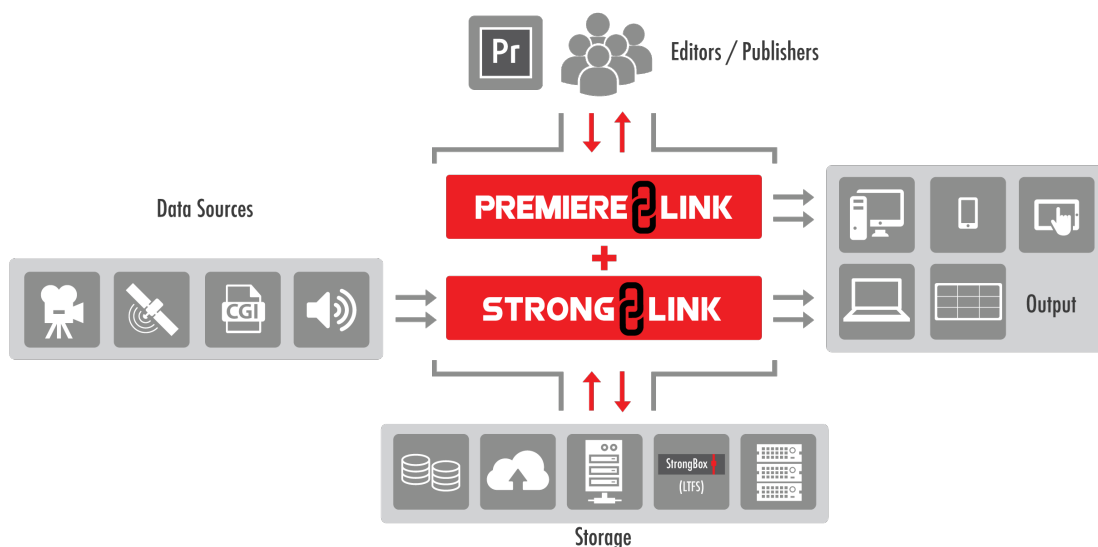 Pr
Editors / Publishers
PREMIERE LINK
Data Sources
CGI
+
STRONG LINK
Output
StrongBox
(LTFS)
Storage